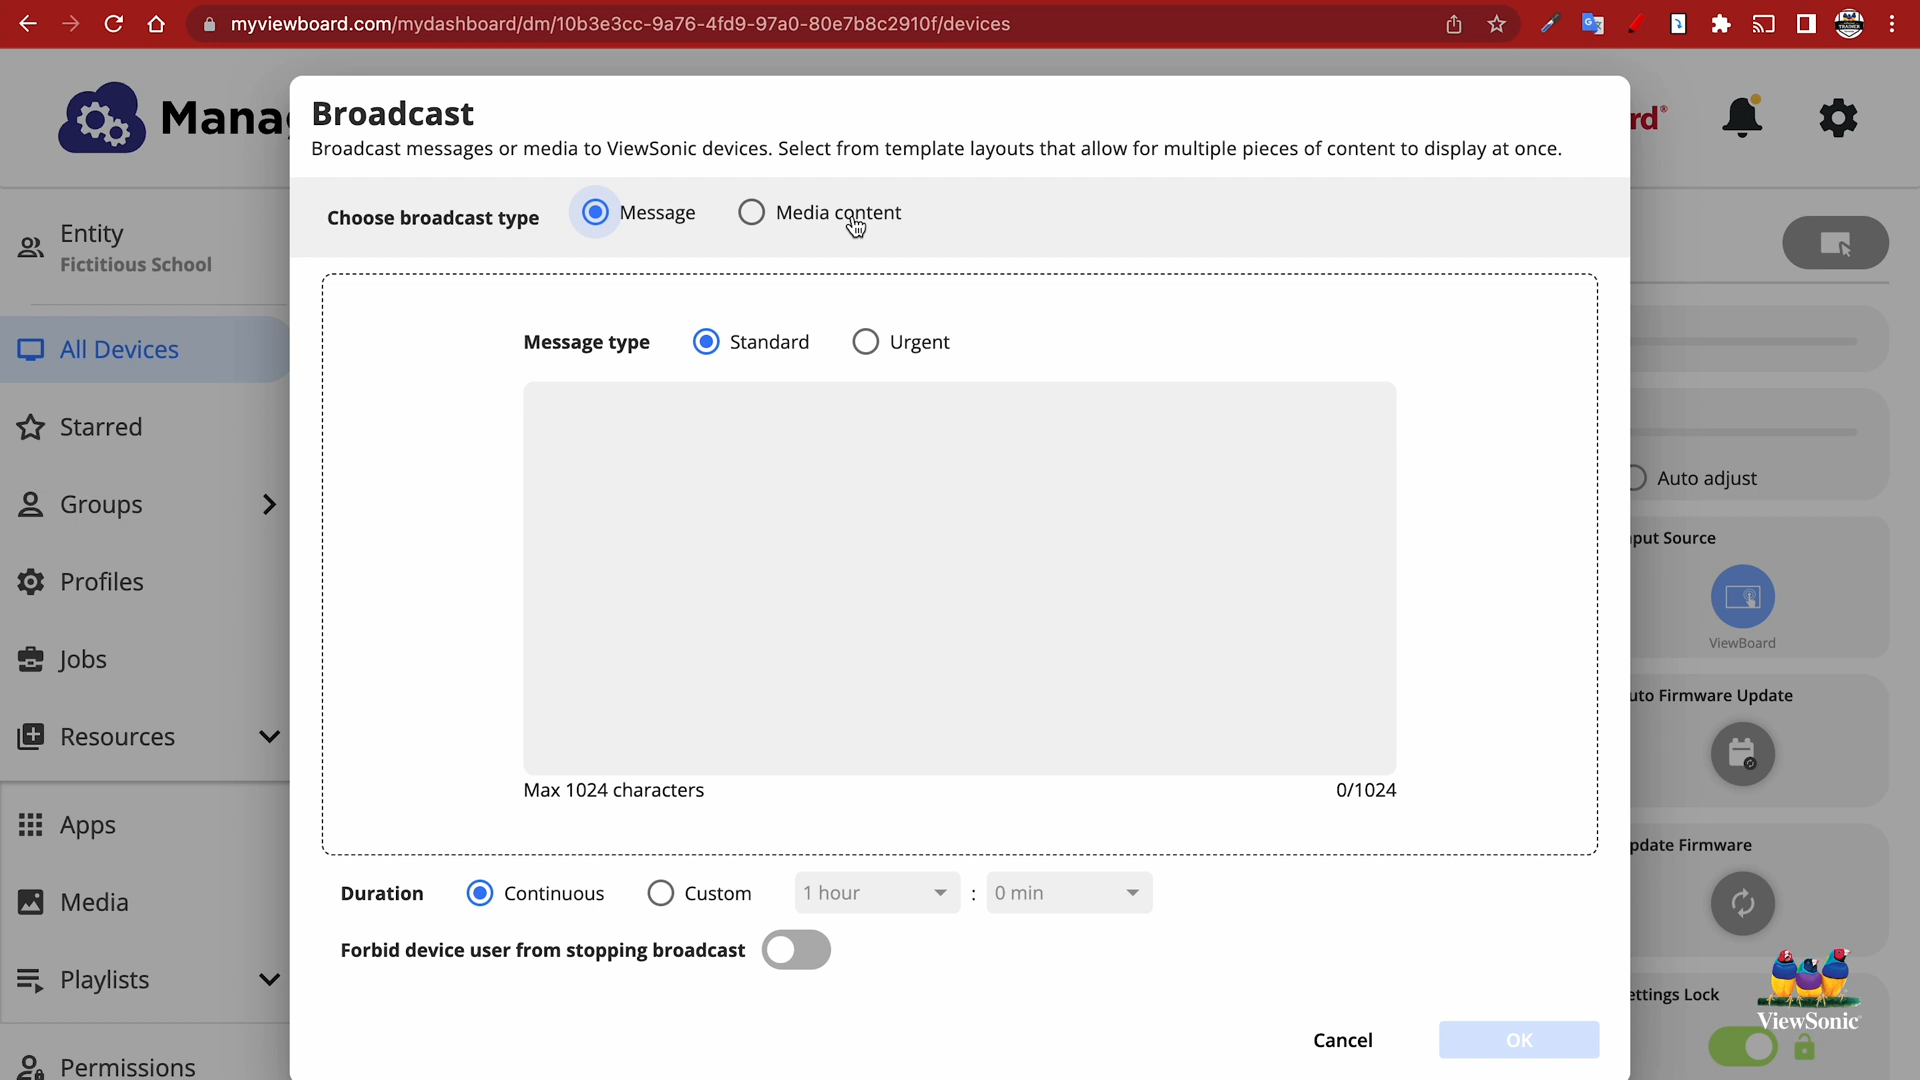 myviewboard.com/mydashboard/dm/10b3e3cc-9a76-4fd9-97a0-80e7b8c2910f/devices
Mana
rd®
Broadcast
Broadcast messages or media to ViewSonic devices. Select from template layouts that allow for multiple pieces of content to display at once.
Choose broadcast type
Message
Media content
Entity
Fictitious School
All Devices
Starred
Groups
Profiles
Jobs
Resources
Apps
Media
Playlists
Permissions
Message type
Standard
Urgent
Max 1024 characters
0/1024
Duration
Continuous
Custom
1 hour
:
0 min
Forbid device user from stopping broadcast
Cancel
OK
Auto adjust
put Source
ViewBoard
uto Firmware Update
pdate Firmware
ettings Lock
ViewSonic